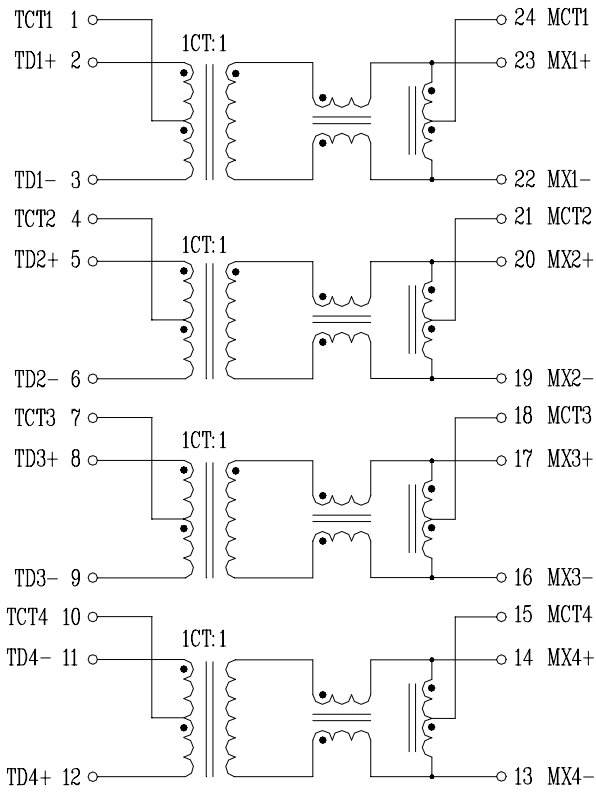 TCT1 1 24 MCT1
1CT:1
TD1+ 2 23 MX1+
TD1- 3 22 MX1-
TCT2 4 21 MCT2
1CT:1
TD2+ 5 20 MX2+
TD2- 6 19 MX2-
TCT3 7 18 MCT3
1CT:1
TD3+ 8 17 MX3+
TD3- 9 16 MX3-
TCT4 10 15 MCT4
1CT:1
TD4- 11 14 MX4+
TD4+ 12 13 MX4-